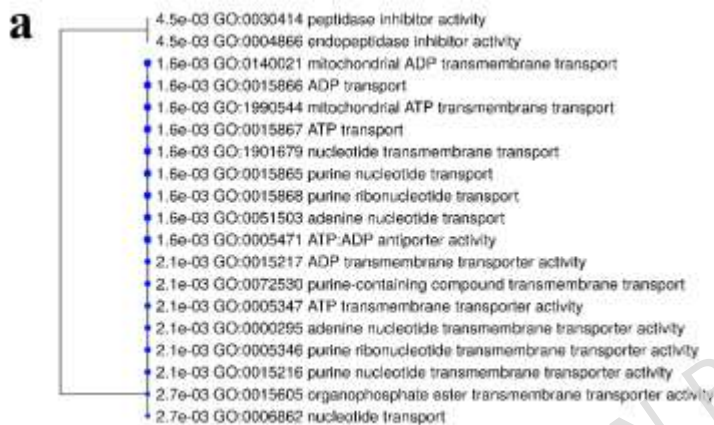 a
4.5e-03 GO:0030414 peptidase inhibitor activity
4.5e-03 GO:0004866 endopeptidase inhibitor activity
1.6e-03 GO:0140021 mitochondrial ADP transmembrane transport
1.6e-03 GO:0015866 ADP transport
1.6e-03 GO:1990544 mitochondrial ATP transmembrane transport
1.6e-03 GO:0015867 ATP transport
1.6e-03 GO:1901679 nucleotide transmembrane transport
1.6e-03 GO:0015865 purine nucleotide transport
1.6e-03 GO:0015868 purine ribonucleotide transport
1.6e-03 GO:0051503 adenine nucleotide transport
1.6e-03 GO:0005471 ATP:ADP antiporter activity
2.1e-03 GO:0015217 ADP transmembrane transporter activity
2.1e-03 GO:0072530 purine-containing compound transmembrane transport
2.1e-03 GO:0005347 ATP transmembrane transporter activity
2.1e-03 GO:0000295 adenine nucleotide transmembrane transporter activity
2.1e-03 GO:0005346 purine ribonucleotide transmembrane transporter activity
2.1e-03 GO:0015216 purine nucleotide transmembrane transporter activity
2.7e-03 GO:0015605 organophosphate ester transmembrane transporter activity
2.7e-03 GO:0006862 nucleotide transport